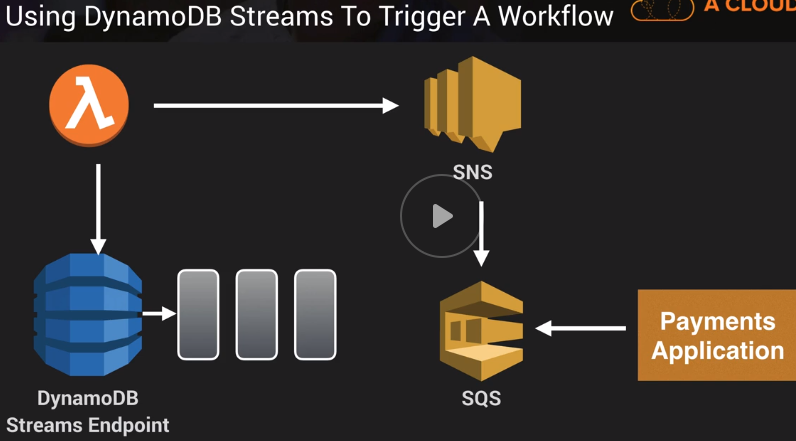 Using DynamoDB Streams To Trigger A Workflow
A CLOUD
λ
SNS
Payments
Application
DynamoDB
Streams Endpoint
SQS